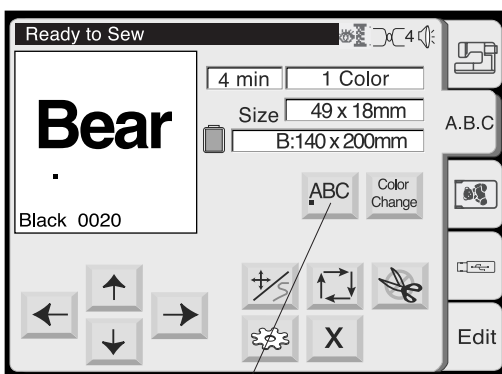 Ready to Sew
4
4 min
1 Color
Size
49 x 18mm
B:140 x 200mm
Bear
Black 0020
ABC
Color
Change
X
A.B.C
Edit